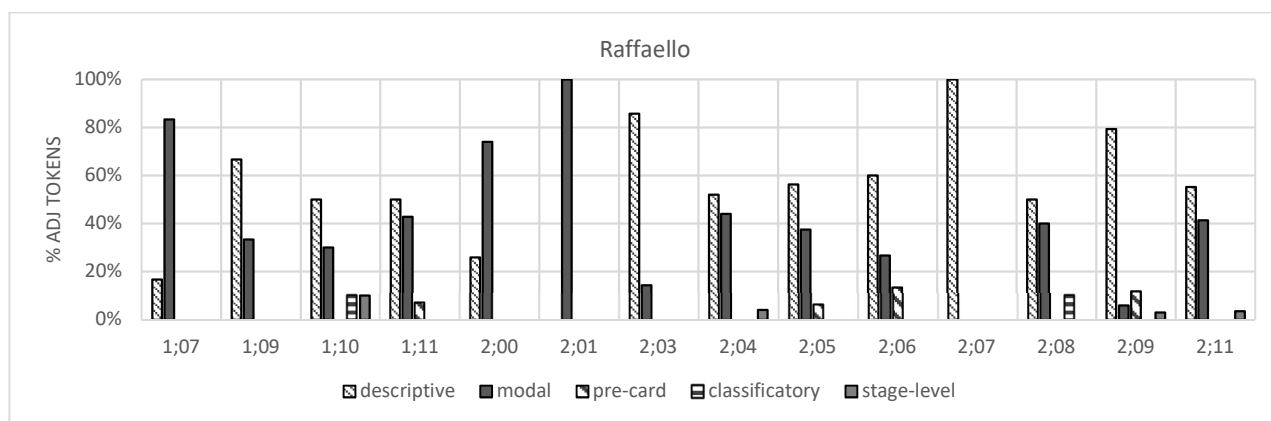 Raffaello
100%
80%
60%
40%
20%
0%
% ADJ TOKENS
1;07 1;09 1;10 1;11 2;00 2;01 2;03 2;04 2;05 2;06 2;07 2;08 2;09 2;11
descriptive modal pre-card classificatory stage-level